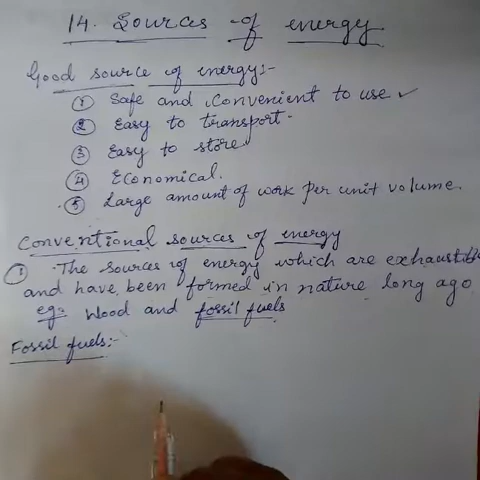 14. Sources of energy
Good source of energy:-
① Safe and Convenient to use ✓
② Easy to transport.
③ Easy to store
④ Economical.
⑤ Large amount of work per unit volume.
Conventional sources of energy
① The sources of energy which are exhaustible
and have been formed in nature long ago
eg:- Wood and fossil fuels
Fossil fuels:-